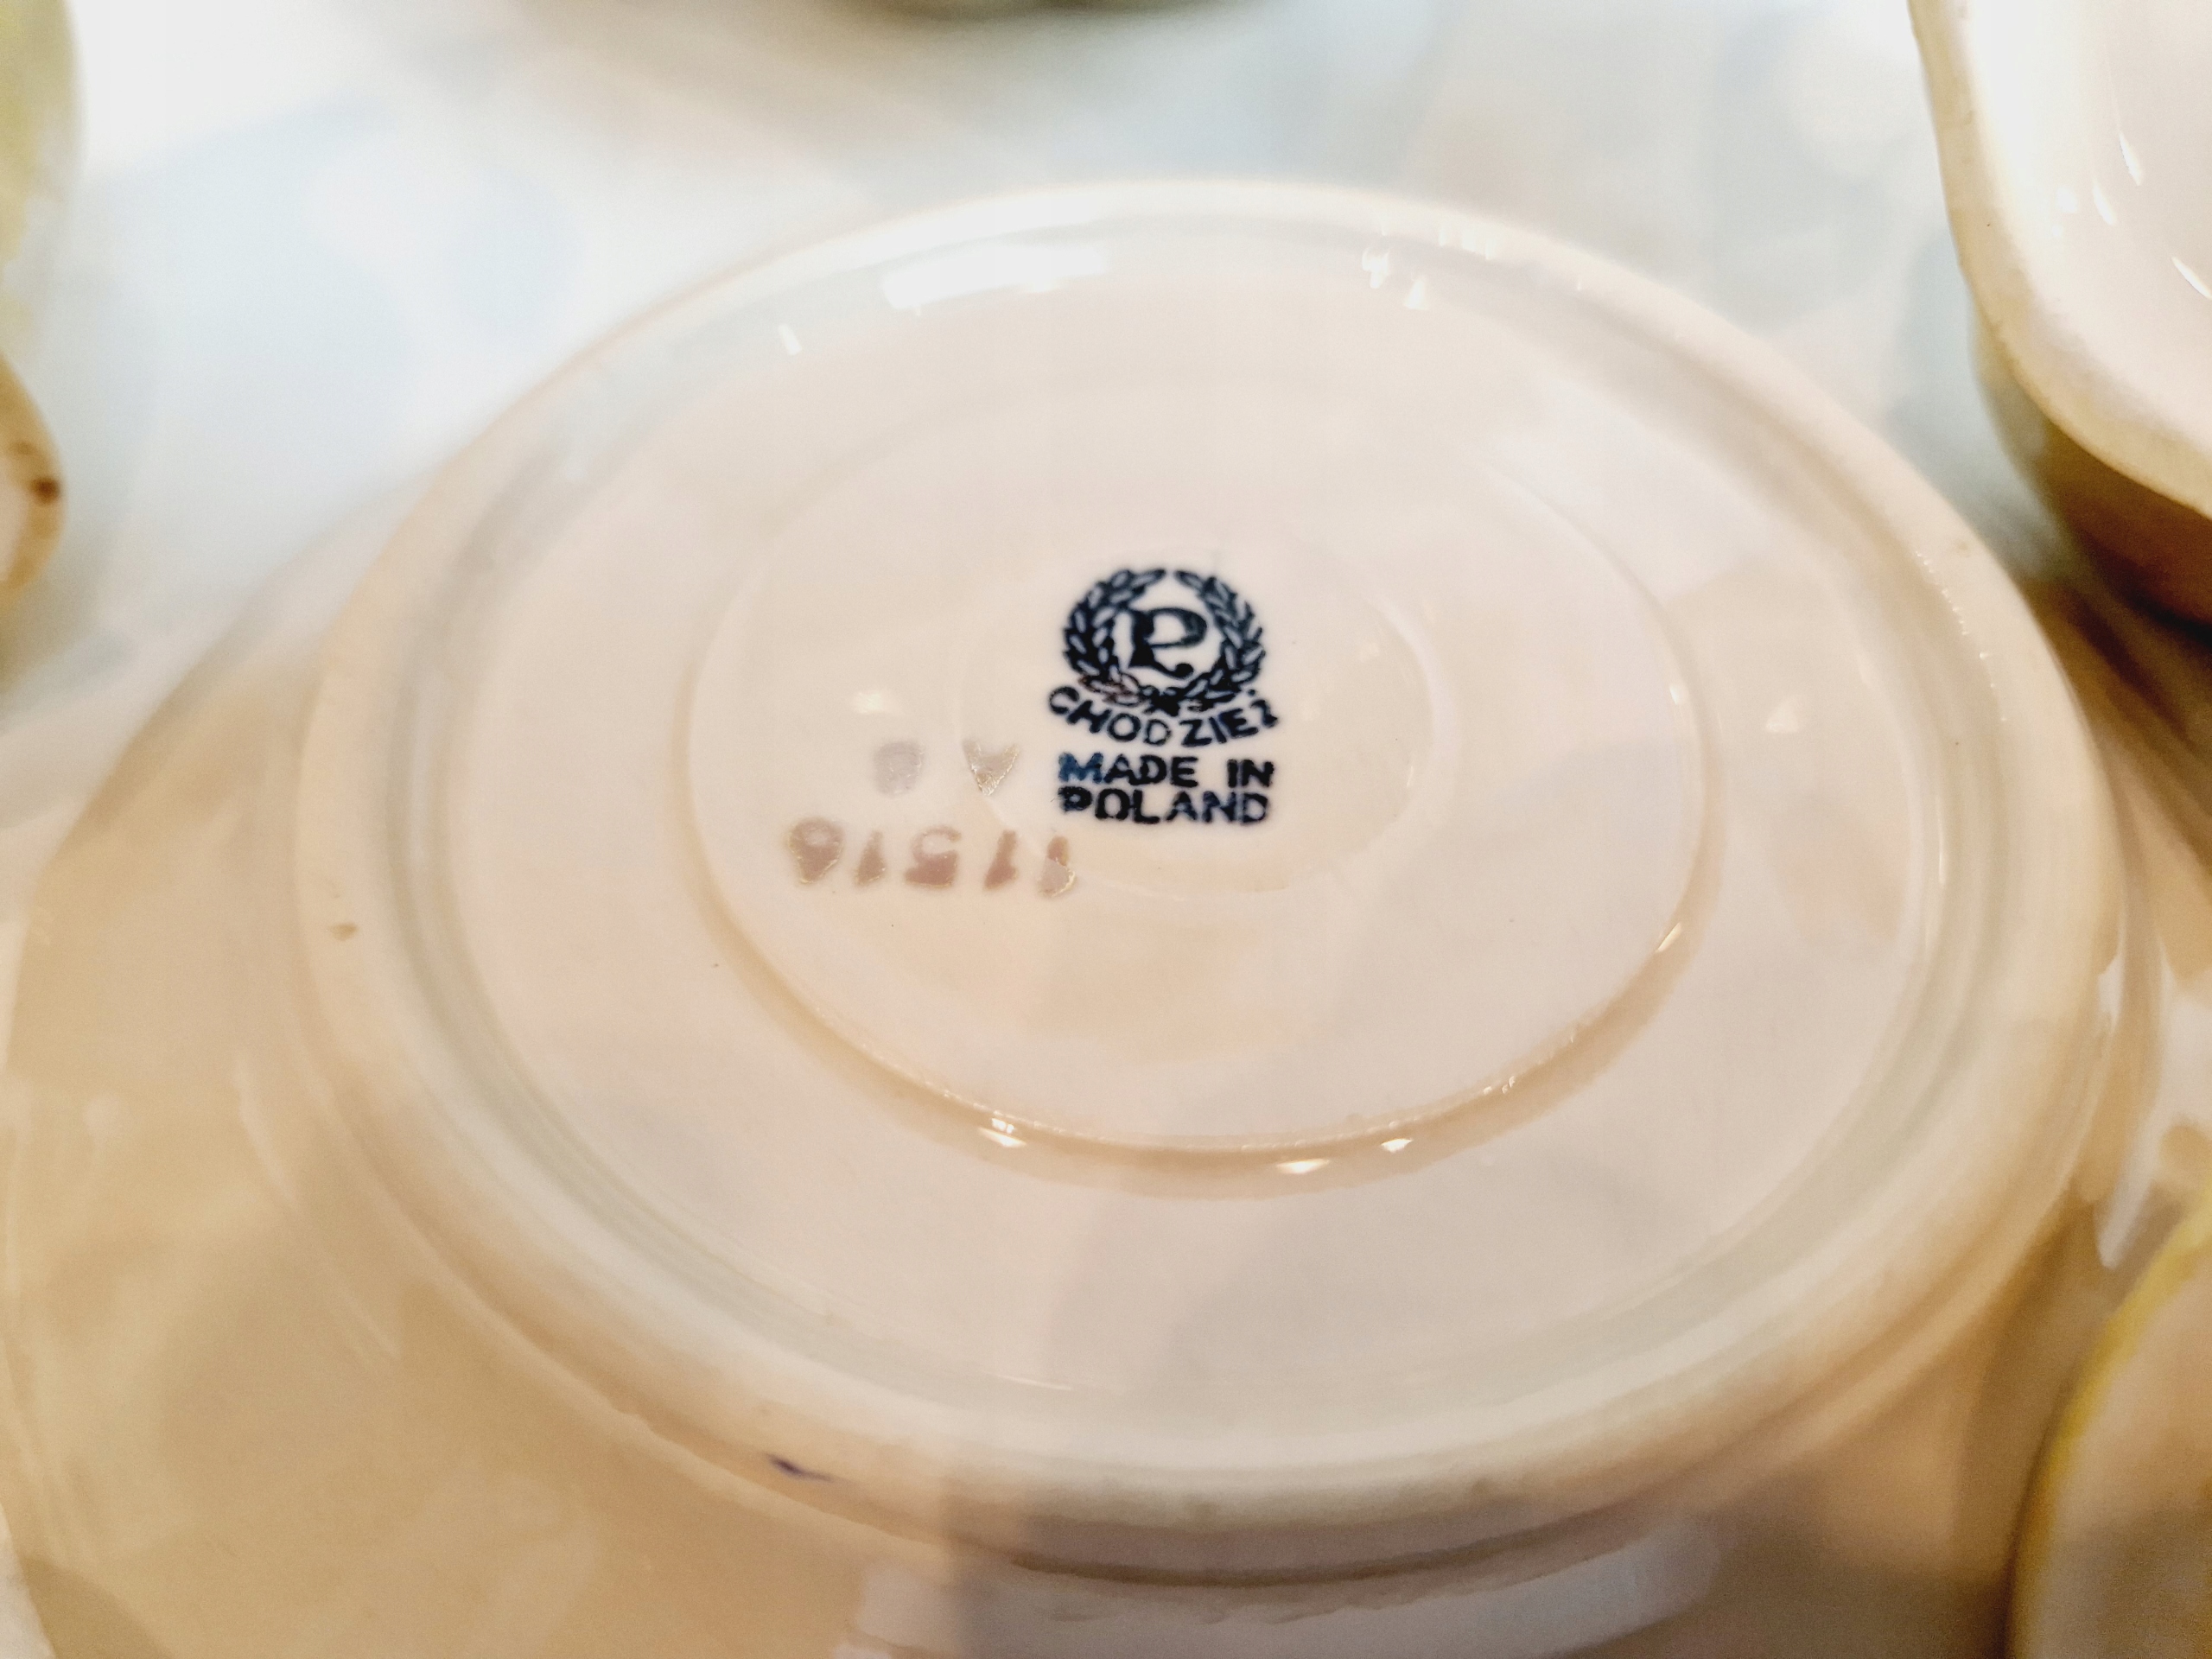 P
CHODZIEŻ
MADE IN
POLAND
11516
A B